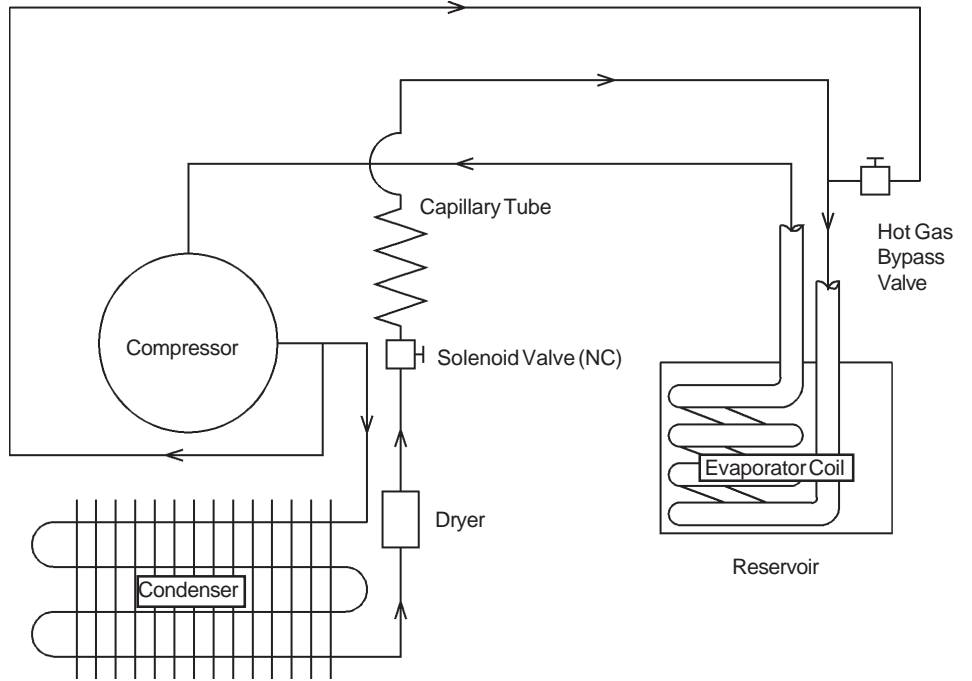 Capillary Tube
Hot Gas
Bypass
Valve
Compressor
Solenoid Valve (NC)
Evaporator Coil
Dryer
Reservoir
Condenser